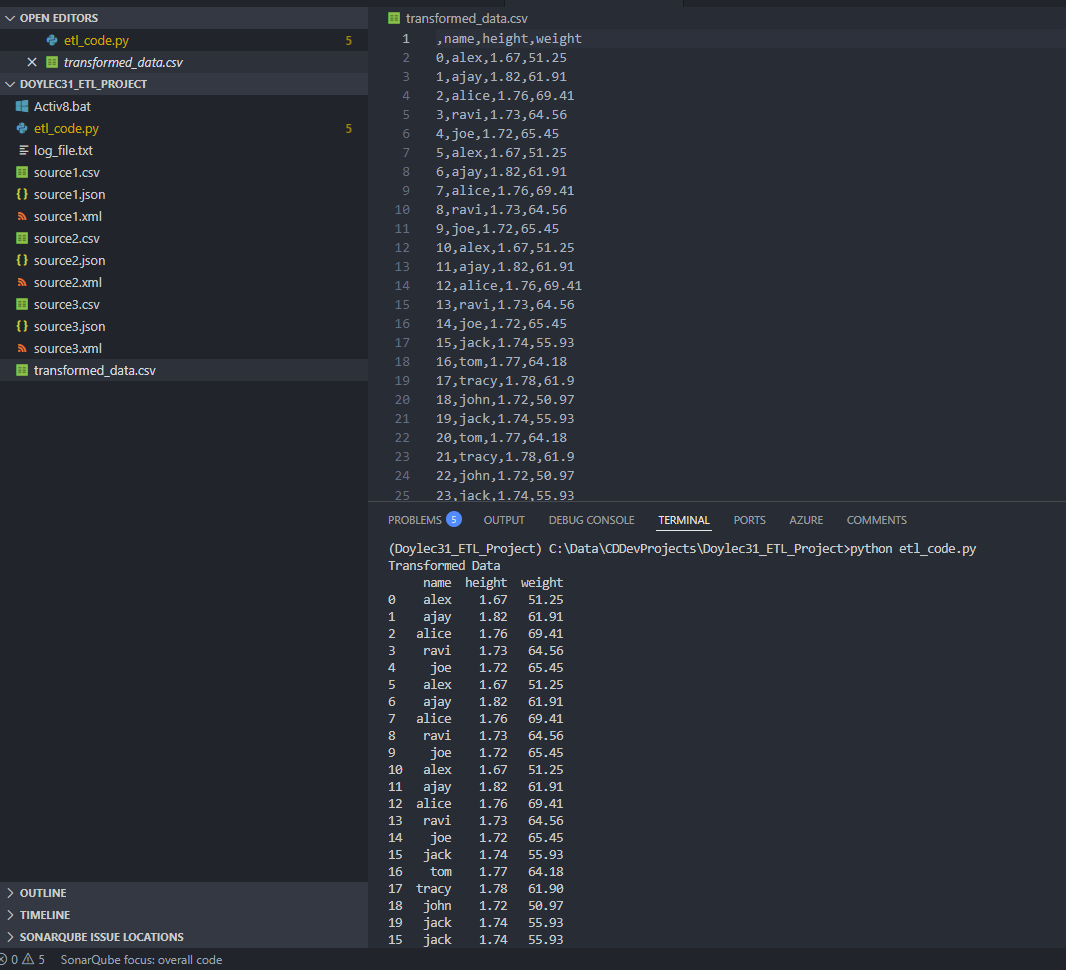 OPEN EDITORS
etl_code.py 5
transformed_data.csv
DOYLEC31_ETL_PROJECT
Activ8.bat
etl_code.py 5
log_file.txt
source1.csv
source1.json
source1.xml
source2.csv
source2.json
source2.xml
source3.csv
source3.json
source3.xml
transformed_data.csv
OUTLINE
TIMELINE
SONARQUBE ISSUE LOCATIONS
transformed_data.csv
1 ,name,height,weight
2 0,alex,1.67,51.25
3 1,ajay,1.82,61.91
4 2,alice,1.76,69.41
5 3,ravi,1.73,64.56
6 4,joe,1.72,65.45
7 5,alex,1.67,51.25
8 6,ajay,1.82,61.91
9 7,alice,1.76,69.41
10 8,ravi,1.73,64.56
11 9,joe,1.72,65.45
12 10,alex,1.67,51.25
13 11,ajay,1.82,61.91
14 12,alice,1.76,69.41
15 13,ravi,1.73,64.56
16 14,joe,1.72,65.45
17 15,jack,1.74,55.93
18 16,tom,1.77,64.18
19 17,tracy,1.78,61.9
20 18,john,1.72,50.97
21 19,jack,1.74,55.93
22 20,tom,1.77,64.18
23 21,tracy,1.78,61.9
24 22,john,1.72,50.97
25 23,jack,1.74,55.93
PROBLEMS 5 OUTPUT DEBUG CONSOLE TERMINAL PORTS AZURE COMMENTS
(Doylec31_ETL_Project) C:\Data\CDDevProjects\Doylec31_ETL_Project>python etl_code.py
Transformed Data
name height weight
0 alex 1.67 51.25
1 ajay 1.82 61.91
2 alice 1.76 69.41
3 ravi 1.73 64.56
4 joe 1.72 65.45
5 alex 1.67 51.25
6 ajay 1.82 61.91
7 alice 1.76 69.41
8 ravi 1.73 64.56
9 joe 1.72 65.45
10 alex 1.67 51.25
11 ajay 1.82 61.91
12 alice 1.76 69.41
13 ravi 1.73 64.56
14 joe 1.72 65.45
15 jack 1.74 55.93
16 tom 1.77 64.18
17 tracy 1.78 61.90
18 john 1.72 50.97
19 jack 1.74 55.93
15 jack 1.74 55.93
0 5 SonarQube focus: overall code